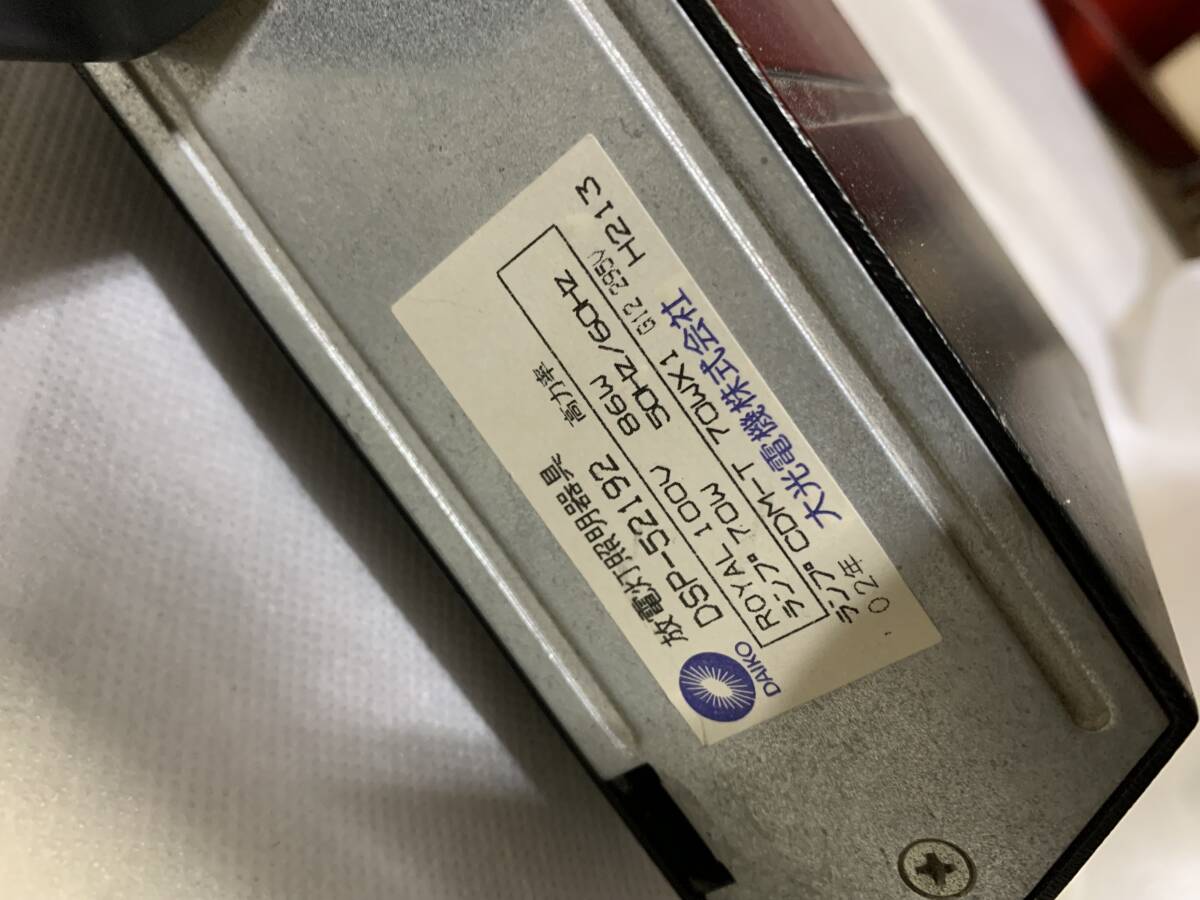 放電灯照明器具 高力率
DSP-52192 86W
ROYAL 100V 50Hz/60Hz
ランプ 70W
ランプ CDM-T 70WX1 G12 295V H213
'02年 大光電機株式会社
DAIKO